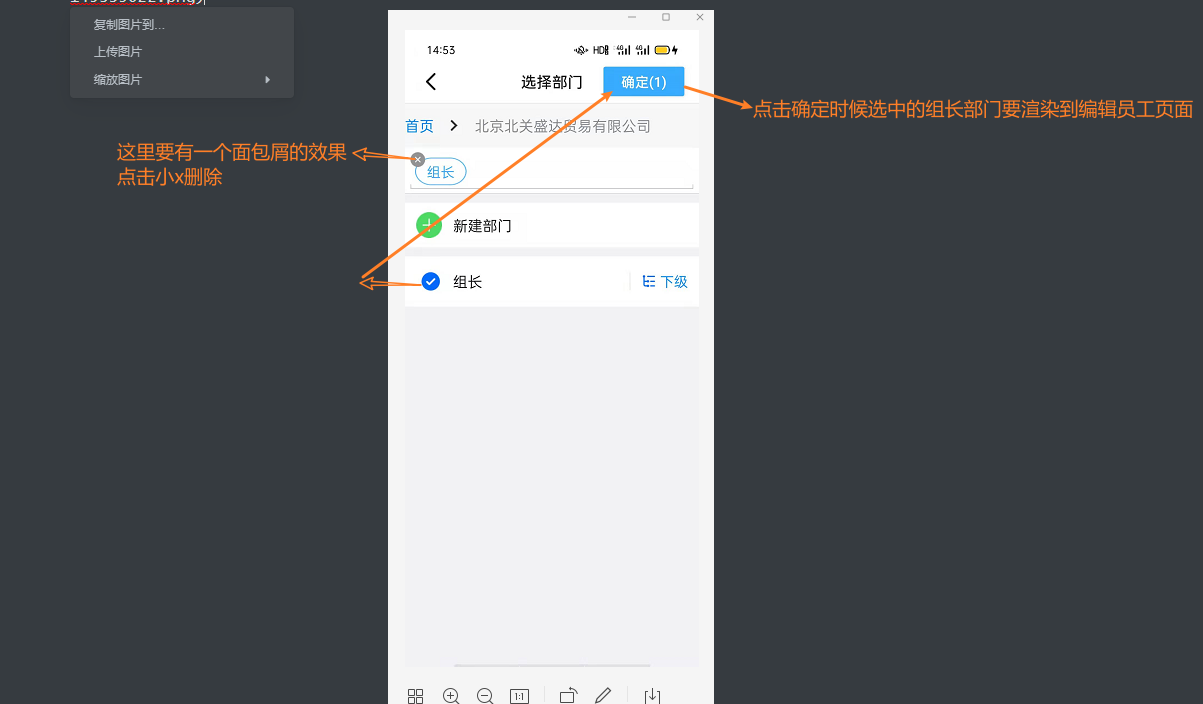 复制图片到...
上传图片
缩放图片
14:53
HD
4G
4G
选择部门
确定(1)
点击确定时候选中的组长部门要渲染到编辑员工页面
首页
北京北关盛达贸易有限公司
这里要有一个面包屑的效果
点击小x删除
组长
新建部门
组长
下级
1:1